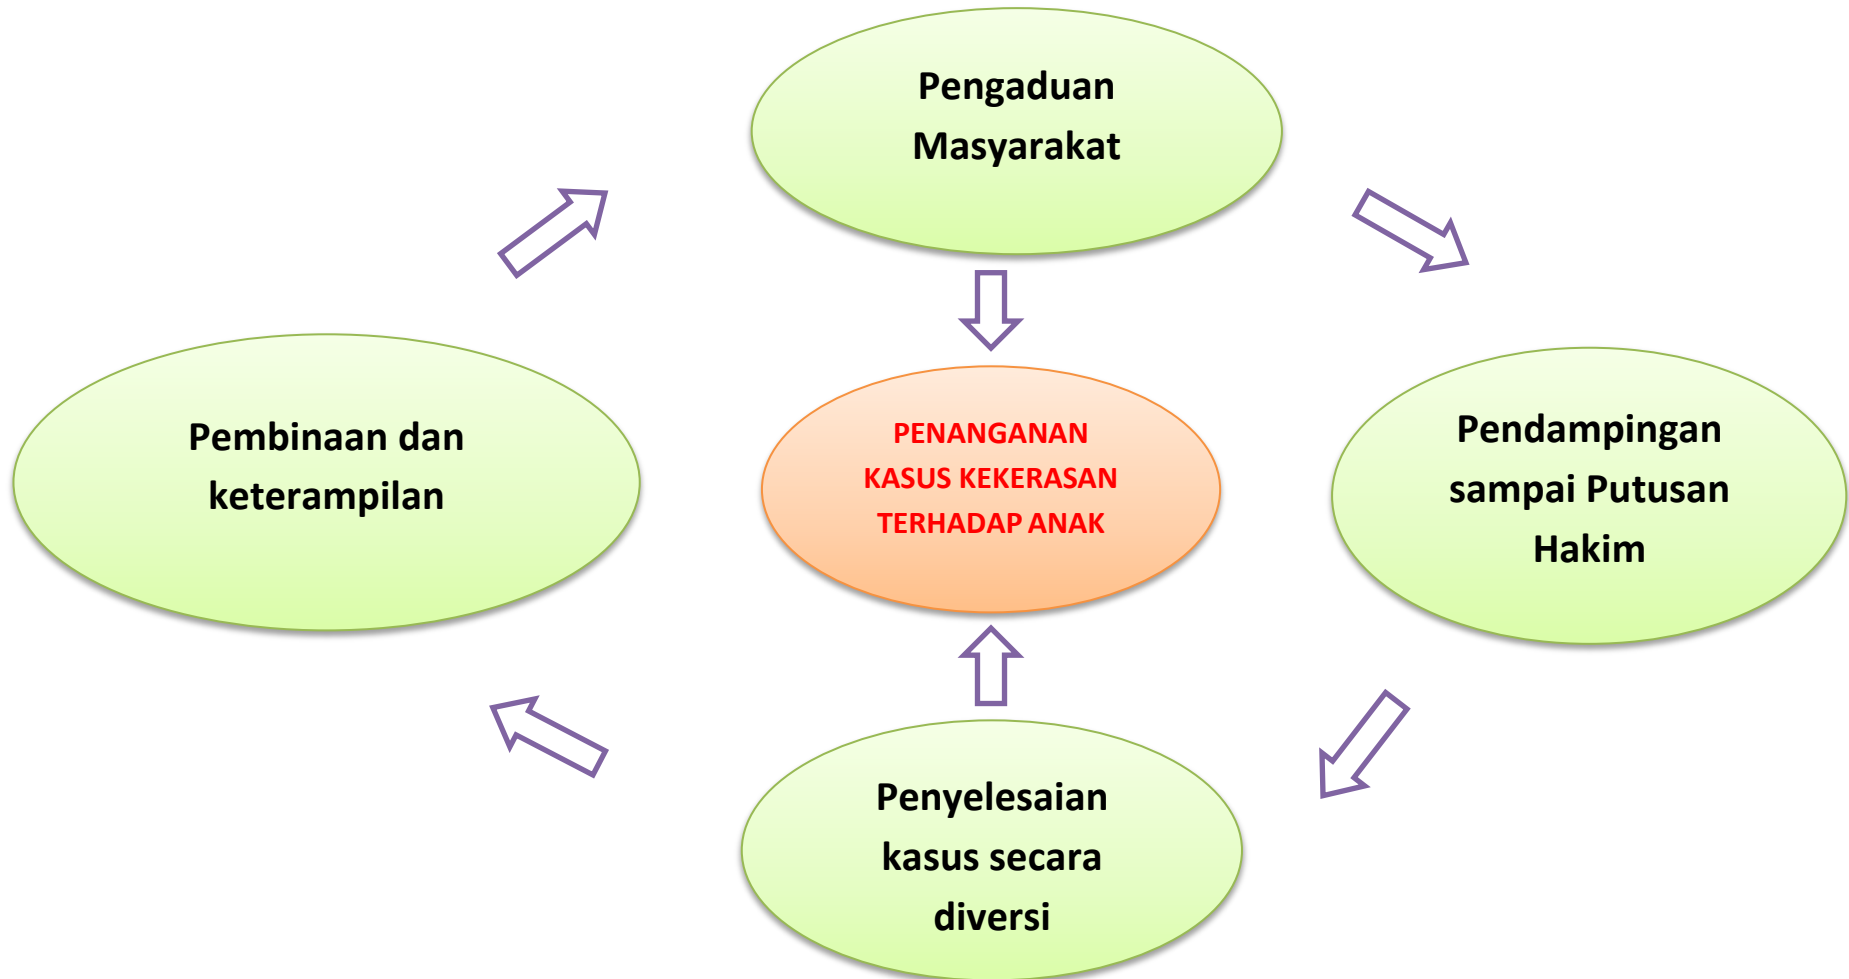 Pengaduan
Masyarakat
Pembinaan dan
keterampilan
PENANGANAN
KASUS KEKERASAN
TERHADAP ANAK
Pendampingan
sampai Putusan
Hakim
Penyelesaian
kasus secara
diversi